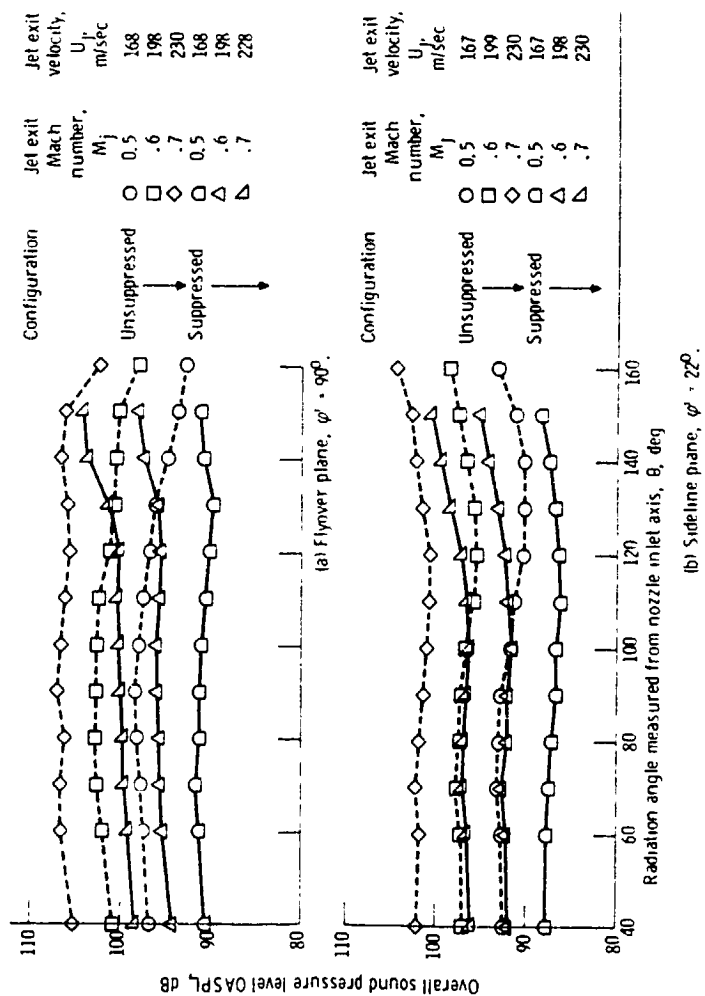 Overall sound pressure level OASPL, dB
110
100
90
80
Configuration
Jet exit
Mach
number,
Mj
Jet exit
velocity,
Uj,
m/sec
Unsuppressed
0.5 168
.6 198
.7 230
Suppressed
0.5 168
.6 198
.7 228
(a) Flyover plane, φ' = 90°.
110
100
90
80
40 60 80 100 120 140 160
Radiation angle measured from nozzle inlet axis, θ, deg
Configuration
Jet exit
Mach
number,
Mj
Jet exit
velocity,
Uj,
m/sec
Unsuppressed
0.5 167
.6 199
.7 230
Suppressed
0.5 167
.6 198
.7 230
(b) Sideline plane, φ' = 22°.